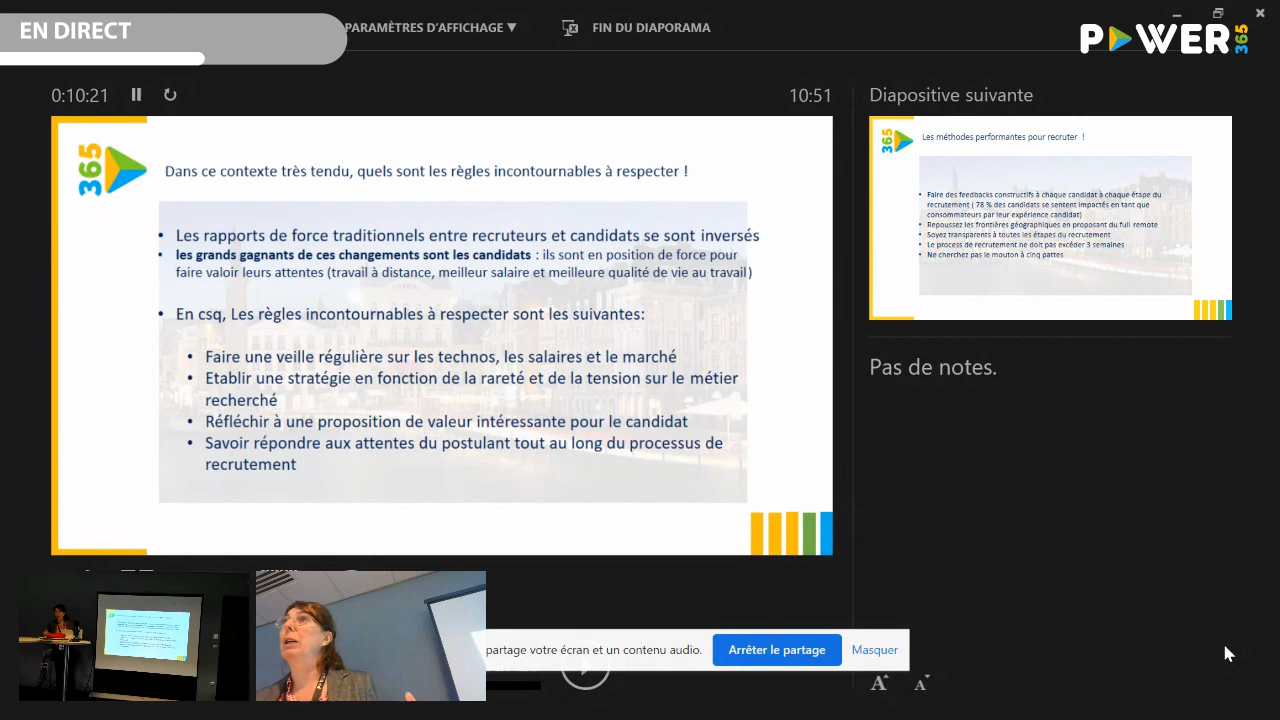 EN DIRECT
PARAMÈTRES D'AFFICHAGE ▼
FIN DU DIAPORAMA
POWER 365
0:10:21
10:51
Diapositive suivante
365
Dans ce contexte très tendu, quels sont les règles incontournables à respecter !
• Les rapports de force traditionnels entre recruteurs et candidats se sont inversés
• les grands gagnants de ces changements sont les candidats : ils sont en position de force pour
faire valoir leurs attentes (travail à distance, meilleur salaire et meilleure qualité de vie au travail)
• En csq, Les règles incontournables à respecter sont les suivantes:
• Faire une veille régulière sur les technos, les salaires et le marché
• Etablir une stratégie en fonction de la rareté et de la tension sur le métier
recherché
• Réfléchir à une proposition de valeur intéressante pour le candidat
• Savoir répondre aux attentes du postulant tout au long du processus de
recrutement
365
Les méthodes performantes pour recruter !
• Faire des feedbacks constructifs à chaque candidat à chaque étape du
recrutement ( 78 % des candidats se sentent impactés en tant que
consommateurs par leur expérience candidat)
• Repoussez les frontières géographiques en proposant du full remote
• Soyez transparents à toutes les étapes du recrutement
• Le process de recrutement ne doit pas excéder 3 semaines
• Ne cherchez pas le mouton à cinq pattes
Pas de notes.
partage votre écran et un contenu audio.
Arrêter le partage
Masquer
A A